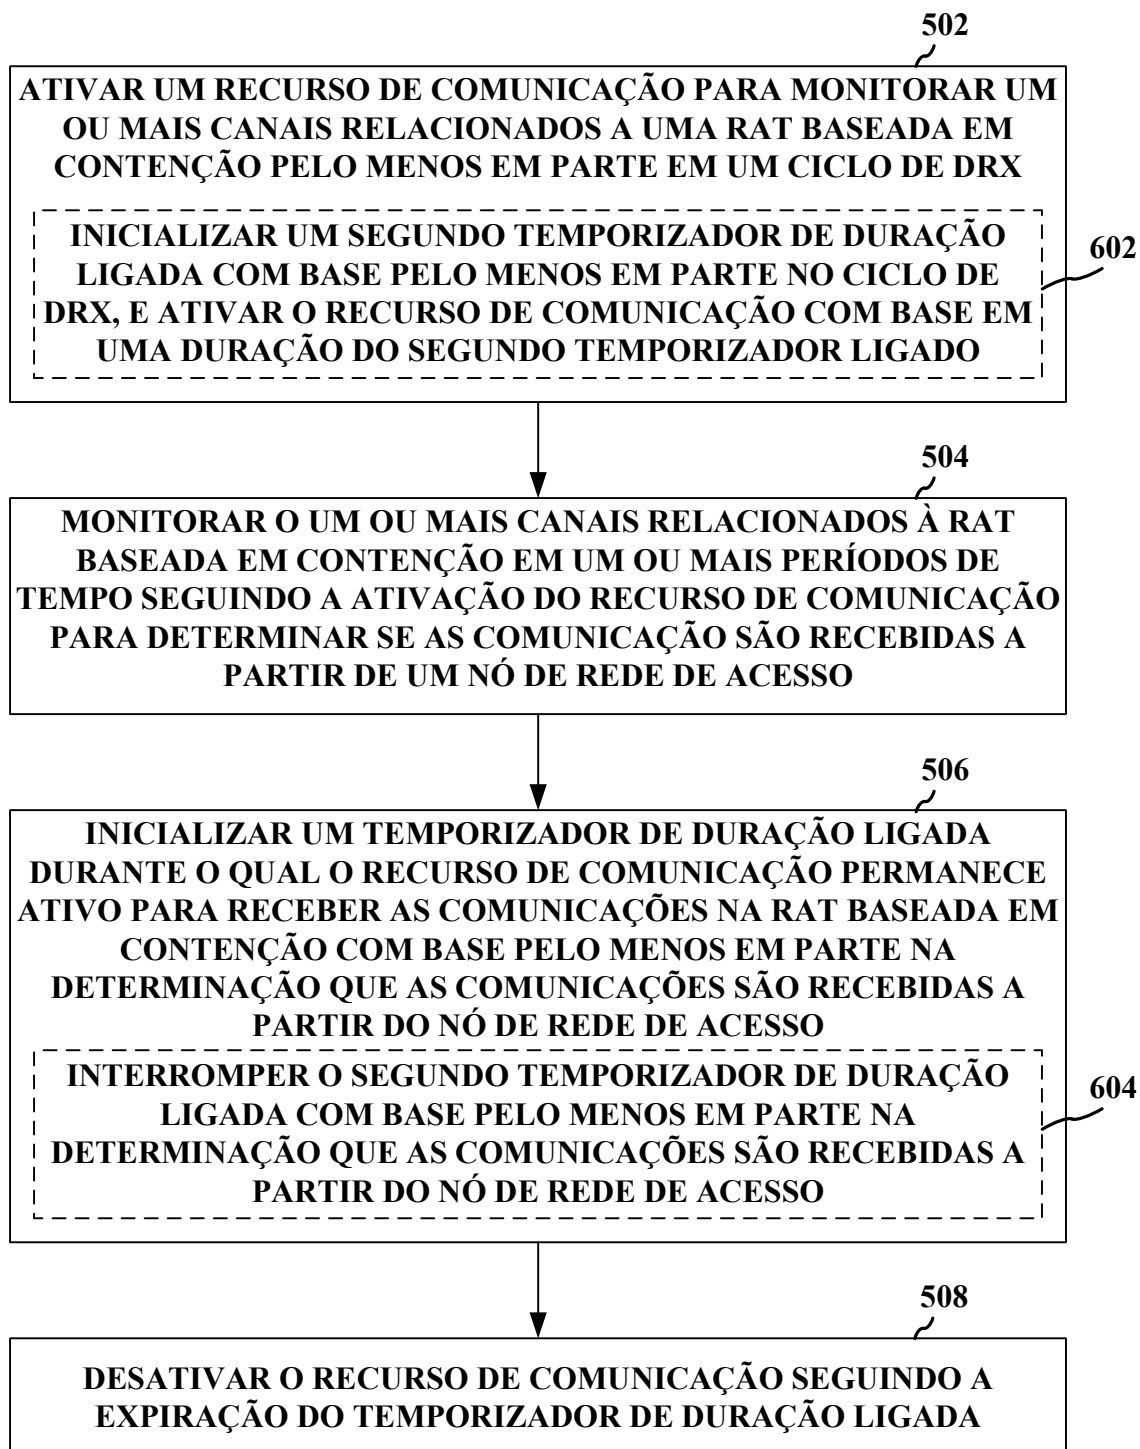 502
ATIVAR UM RECURSO DE COMUNICAÇÃO PARA MONITORAR UM
OU MAIS CANAIS RELACIONADOS A UMA RAT BASEADA EM
CONTENÇÃO PELO MENOS EM PARTE EM UM CICLO DE DRX
INICIALIZAR UM SEGUNDO TEMPORIZADOR DE DURAÇÃO
LIGADA COM BASE PELO MENOS EM PARTE NO CICLO DE
DRX, E ATIVAR O RECURSO DE COMUNICAÇÃO COM BASE EM
UMA DURAÇÃO DO SEGUNDO TEMPORIZADOR LIGADO
602
504
MONITORAR O UM OU MAIS CANAIS RELACIONADOS À RAT
BASEADA EM CONTENÇÃO EM UM OU MAIS PERÍODOS DE
TEMPO SEGUINDO A ATIVAÇÃO DO RECURSO DE COMUNICAÇÃO
PARA DETERMINAR SE AS COMUNICAÇÃO SÃO RECEBIDAS A
PARTIR DE UM NÓ DE REDE DE ACESSO
506
INICIALIZAR UM TEMPORIZADOR DE DURAÇÃO LIGADA
DURANTE O QUAL O RECURSO DE COMUNICAÇÃO PERMANECE
ATIVO PARA RECEBER AS COMUNICAÇÕES NA RAT BASEADA EM
CONTENÇÃO COM BASE PELO MENOS EM PARTE NA
DETERMINAÇÃO QUE AS COMUNICAÇÕES SÃO RECEBIDAS A
PARTIR DO NÓ DE REDE DE ACESSO
INTERROMPER O SEGUNDO TEMPORIZADOR DE DURAÇÃO
LIGADA COM BASE PELO MENOS EM PARTE NA
DETERMINAÇÃO QUE AS COMUNICAÇÕES SÃO RECEBIDAS A
PARTIR DO NÓ DE REDE DE ACESSO
604
508
DESATIVAR O RECURSO DE COMUNICAÇÃO SEGUINDO A
EXPIRAÇÃO DO TEMPORIZADOR DE DURAÇÃO LIGADA